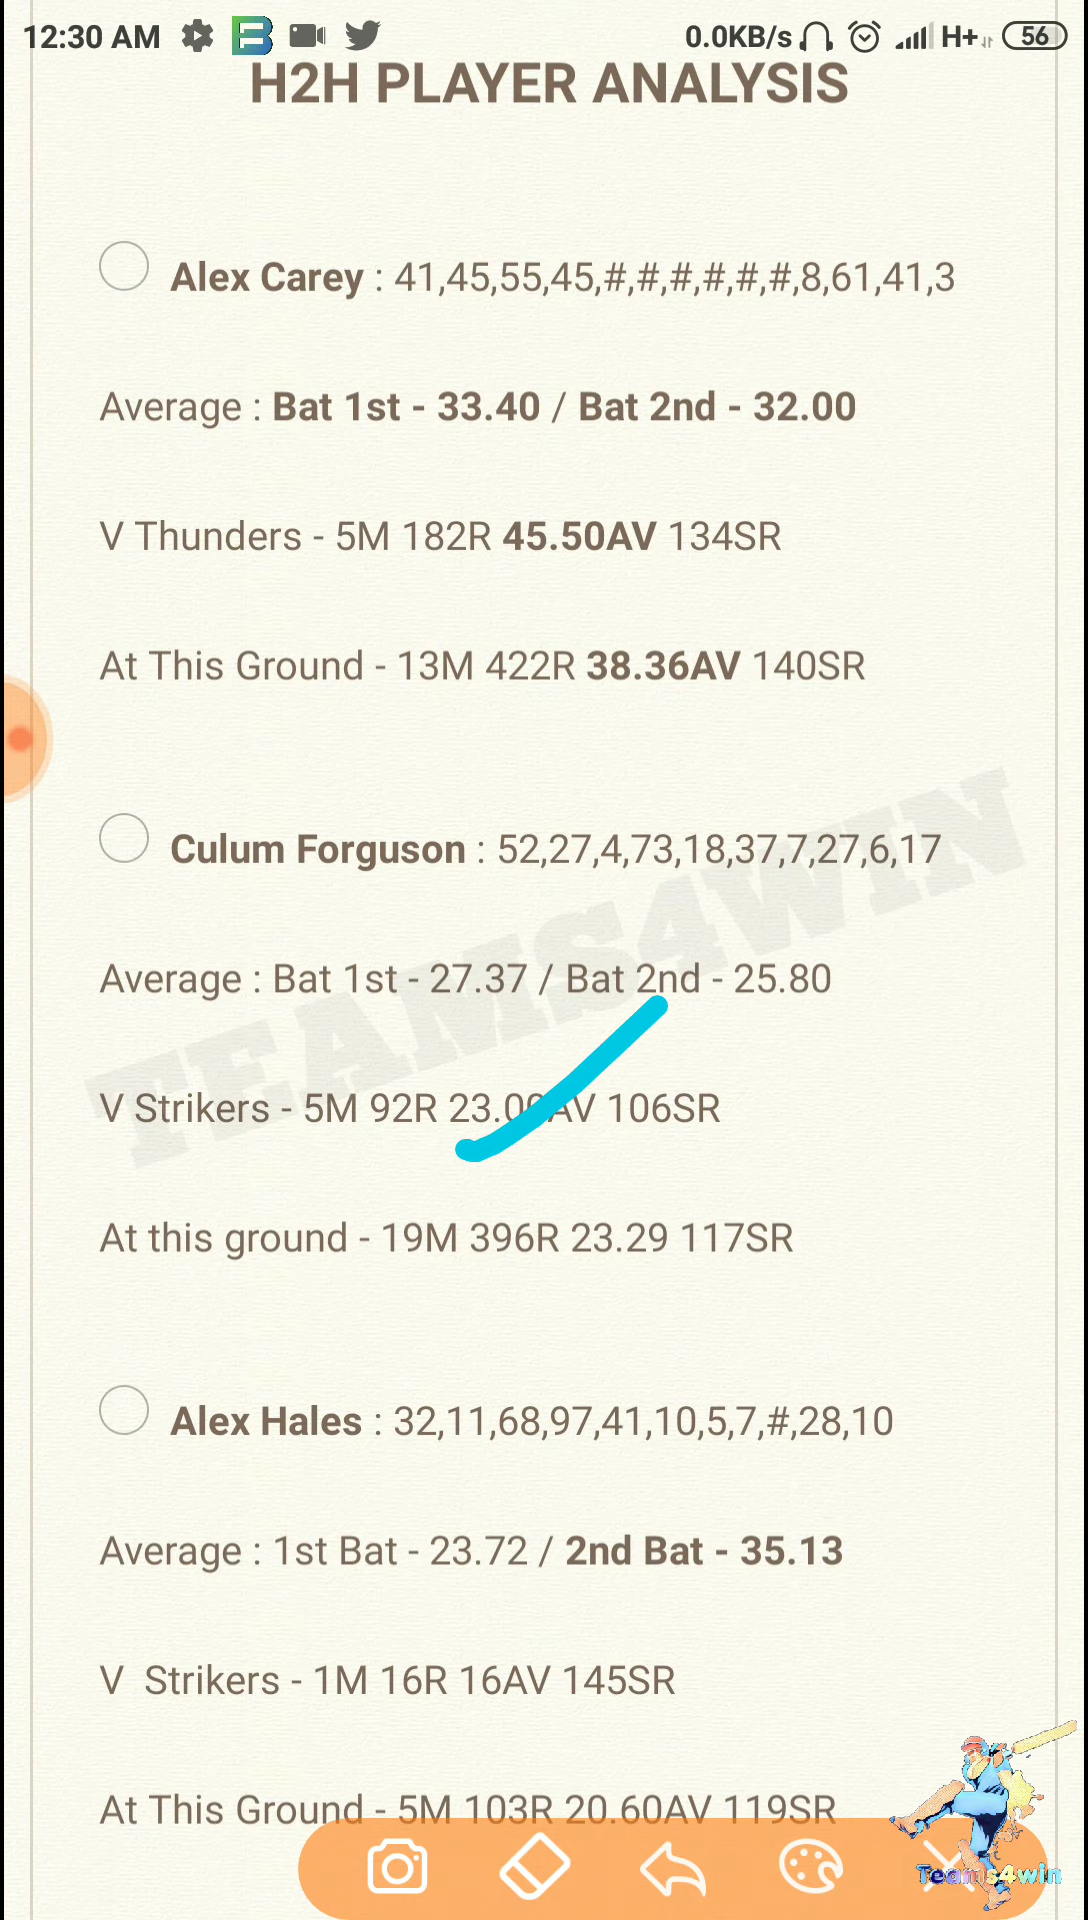 12:30 AM 0.0KB/s H+ 56
H2H PLAYER ANALYSIS
Alex Carey : 41,45,55,45,#,#,#,#,#,#,8,61,41,3
Average : Bat 1st - 33.40 / Bat 2nd - 32.00
V Thunders - 5M 182R 45.50AV 134SR
At This Ground - 13M 422R 38.36AV 140SR
Culum Forguson : 52,27,4,73,18,37,7,27,6,17
Average : Bat 1st - 27.37 / Bat 2nd - 25.80
TEAMS4WIN
V Strikers - 5M 92R 23.00AV 106SR
At this ground - 19M 396R 23.29 117SR
Alex Hales : 32,11,68,97,41,10,5,7,#,28,10
Average : 1st Bat - 23.72 / 2nd Bat - 35.13
V Strikers - 1M 16R 16AV 145SR
At This Ground - 5M 103R 20.60AV 119SR
Teams4win